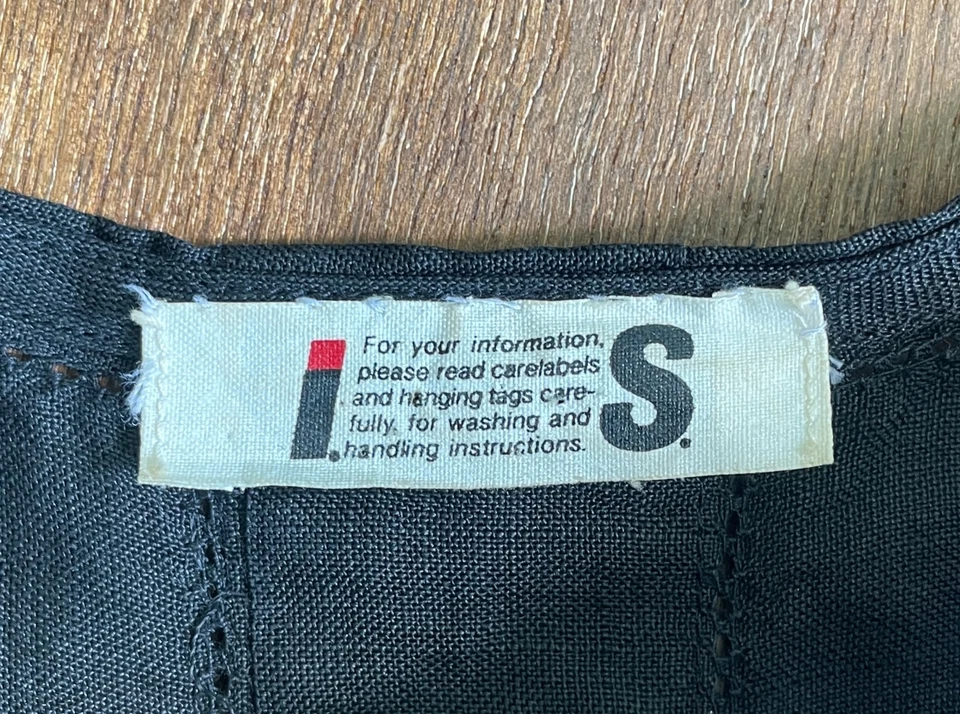 I. S.
For your information,
please read carelabels
and hanging tags care-
fully, for washing and
handling instructions.